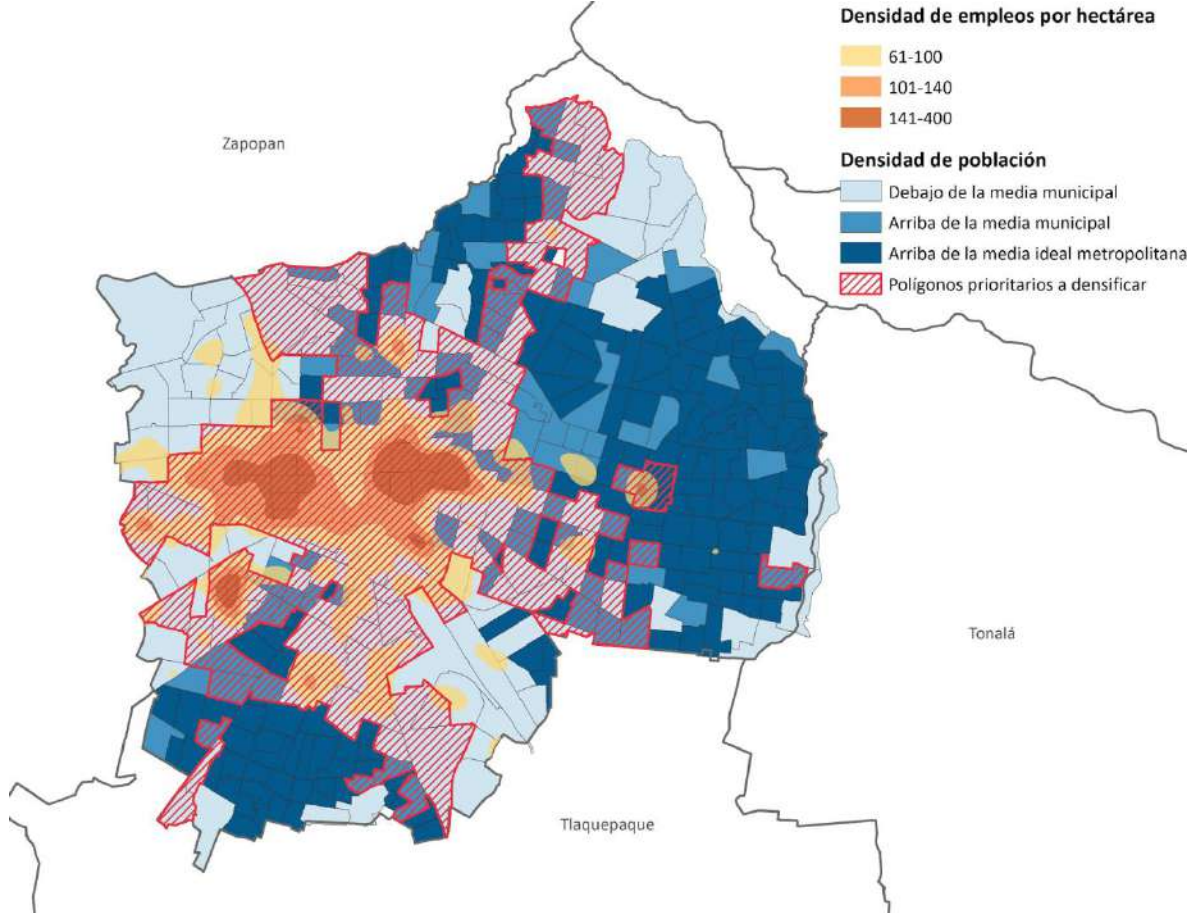 Densidad de empleos por hectárea
61-100
101-140
141-400
Densidad de población
Debajo de la media municipal
Arriba de la media municipal
Arriba de la media ideal metropolitana
Polígonos prioritarios a densificar
Zapopan
Tonalá
Tlaquepaque